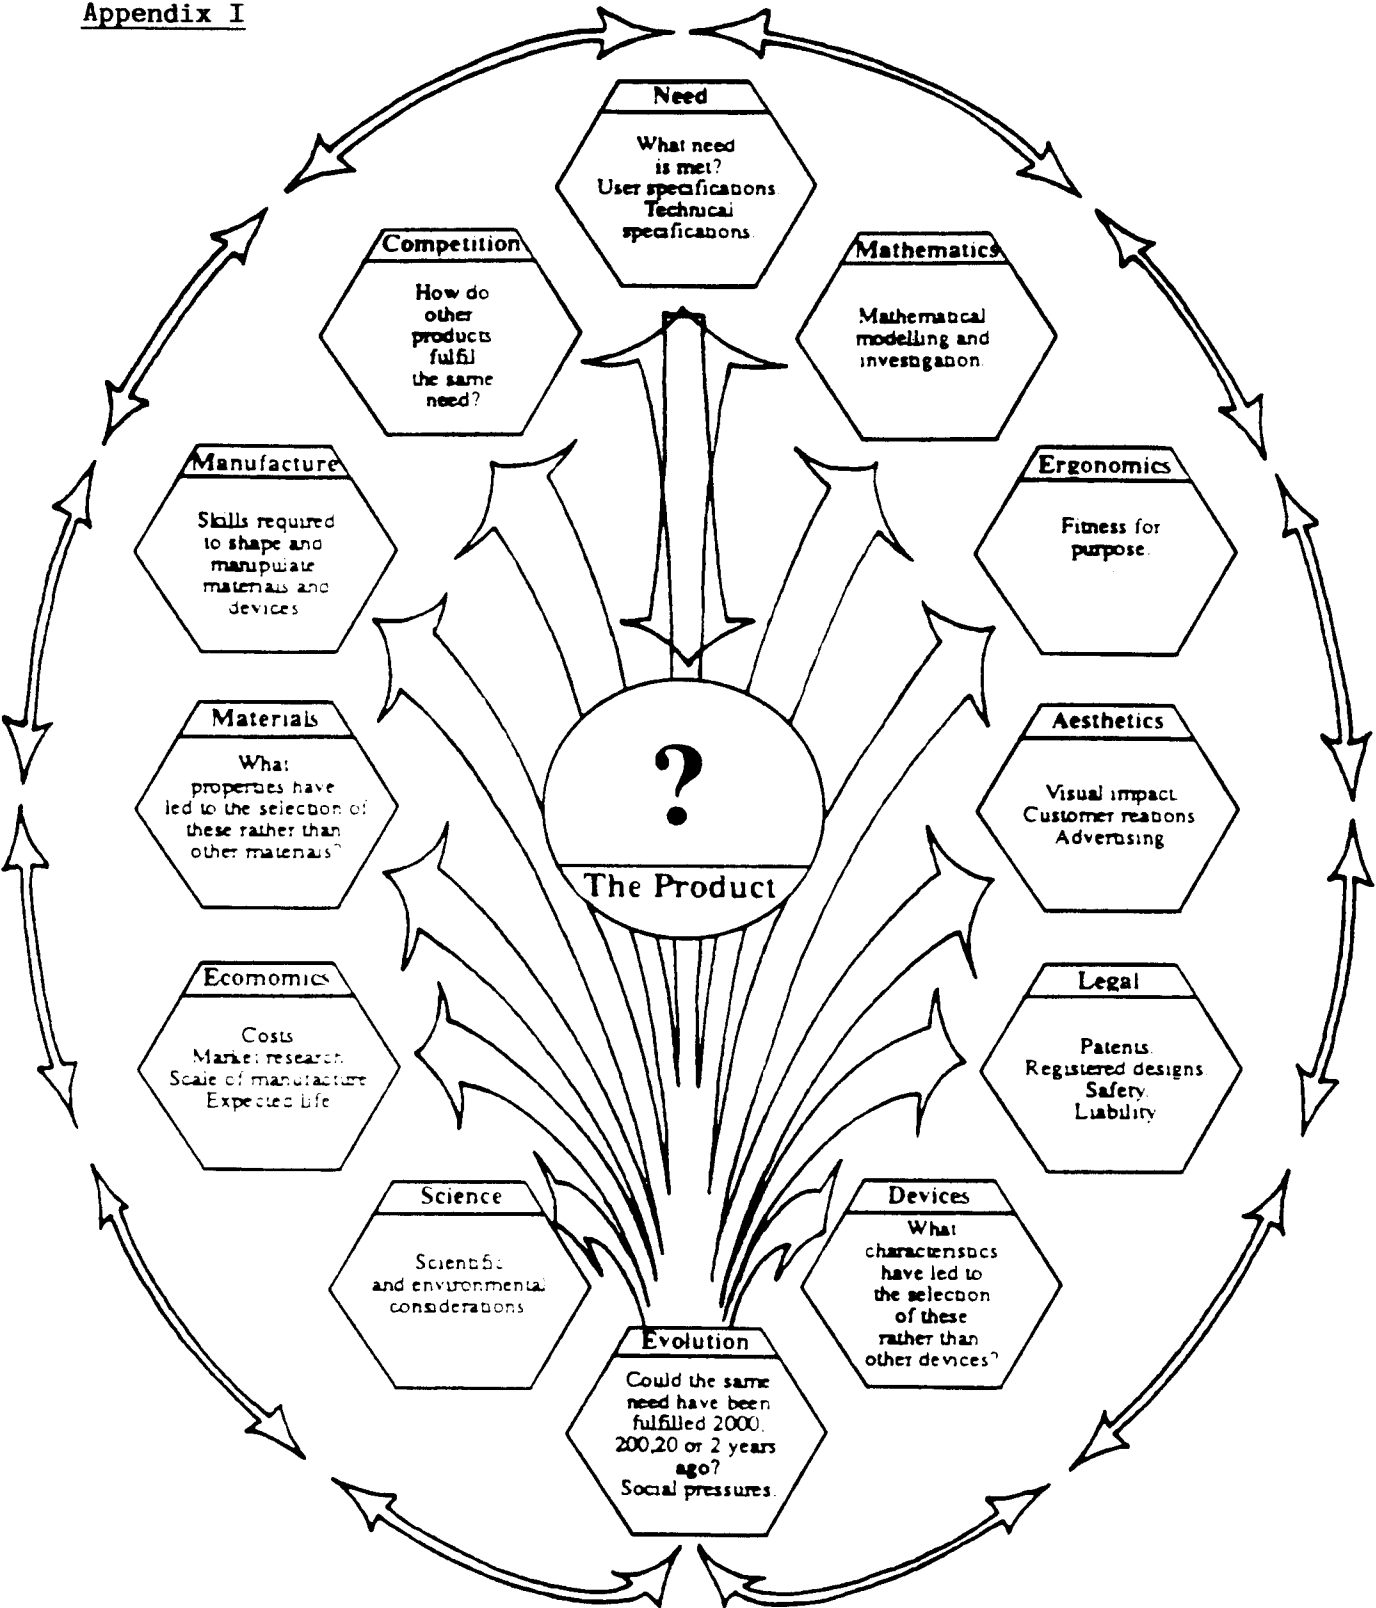 Appendix I
Need
What need
is met?
User specifications.
Technical
specifications.
Competition
How do
other
products
fulfil
the same
need?
Mathematics
Mathematical
modelling and
investigation.
Manufacture
Skills required
to shape and
manipulate
materials and
devices
Ergonomics
Fitness for
purpose.
Materials
What
properties have
led to the selection of
these rather than
other materials?
?
The Product
Aesthetics
Visual impact
Customer reations
Advertising
Ecomomics
Costs
Market research
Scale of manufacture
Expected life
Legal
Patents.
Registered designs.
Safety.
Liability
Science
Scientific
and environmental
considerations
Devices
What
characteristics
have led to
the selection
of these
rather than
other devices?
Evolution
Could the same
need have been
fulfilled 2000,
200,20 or 2 years
ago?
Social pressures.